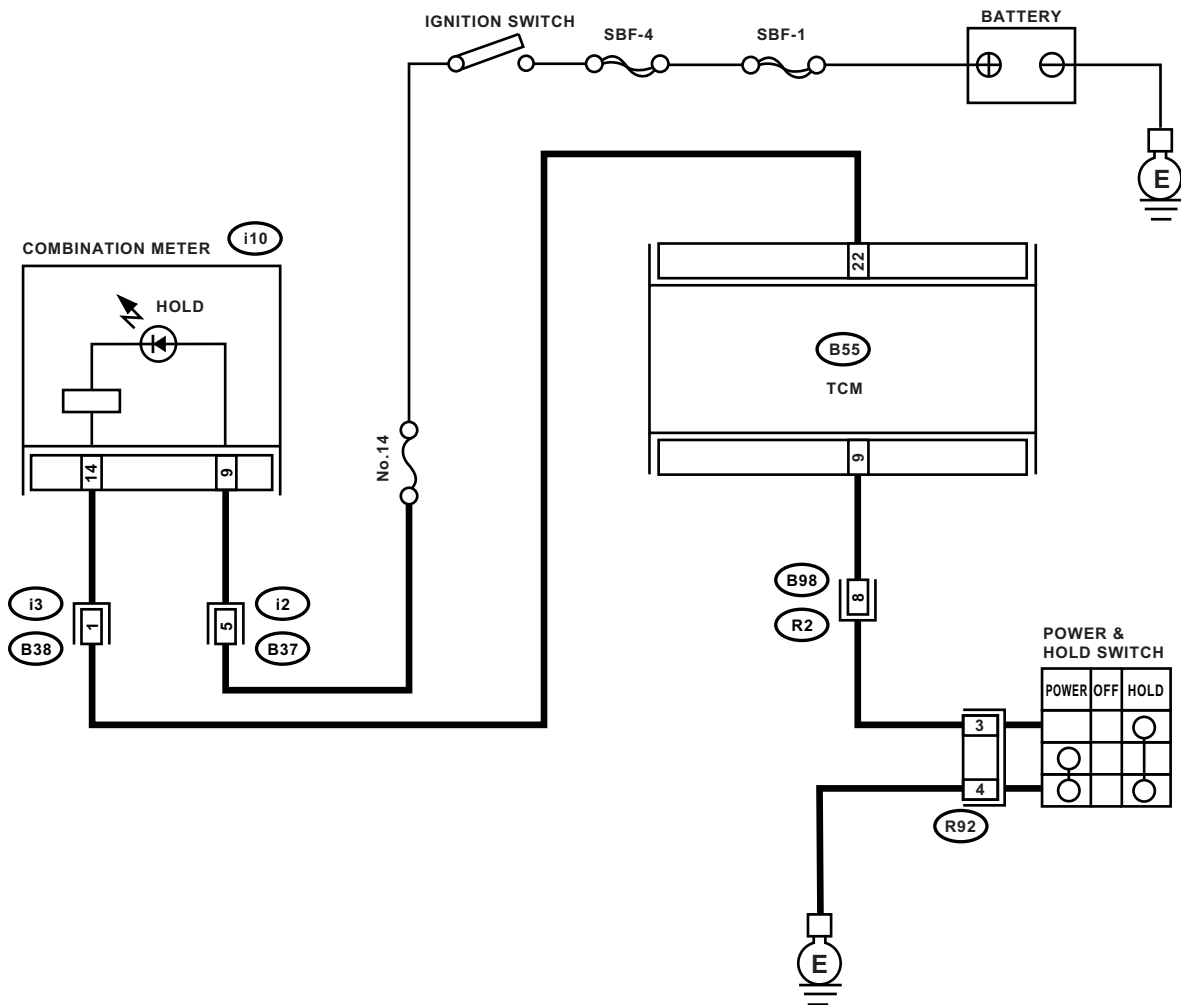 IGNITION SWITCH
SBF-4
SBF-1
BATTERY
E
COMBINATION METER
i10
HOLD
14
9
No.14
22
B55
TCM
9
i3
B38
1
5
i2
B37
B98
R2
8
POWER &
HOLD SWITCH
POWER OFF HOLD
3
4
R92
E